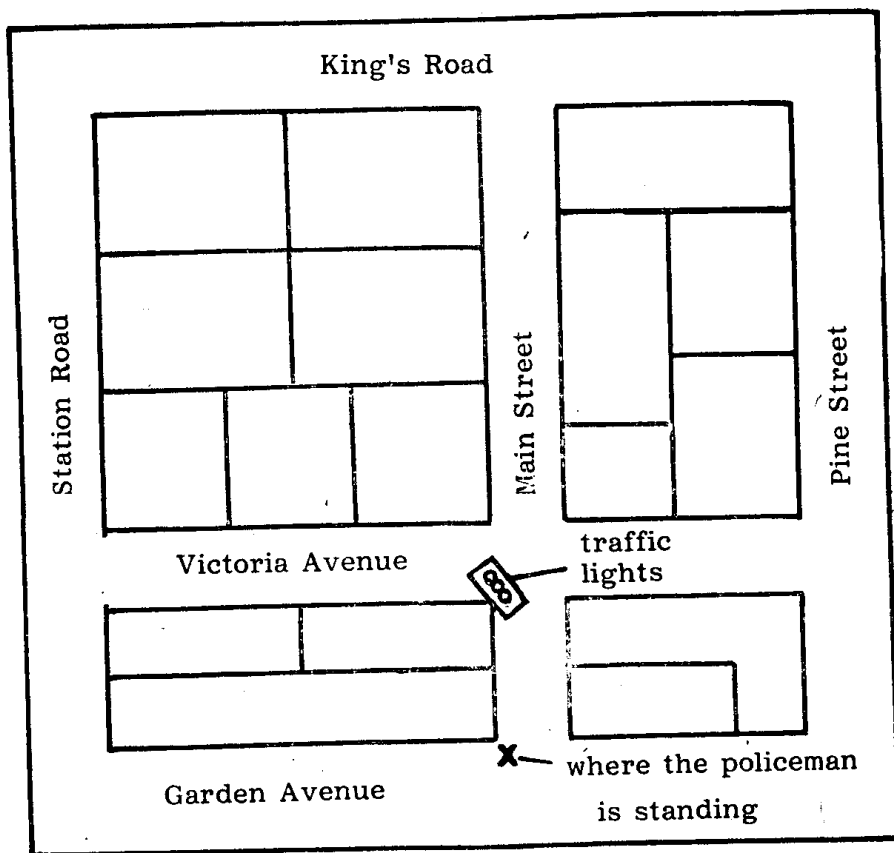 King's Road
Station Road
Main Street
Pine Street
traffic
lights
Victoria Avenue
X
where the policeman
is standing
Garden Avenue